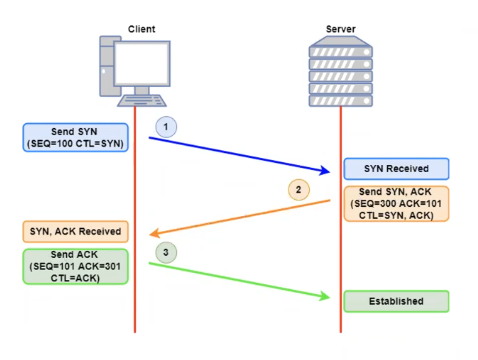 Client
Server
1
Send SYN
(SEQ=100 CTL=SYN)
SYN Received
2
Send SYN, ACK
(SEQ=300 ACK=101
CTL=SYN, ACK)
SYN, ACK Received
3
Send ACK
(SEQ=101 ACK=301
CTL=ACK)
Established